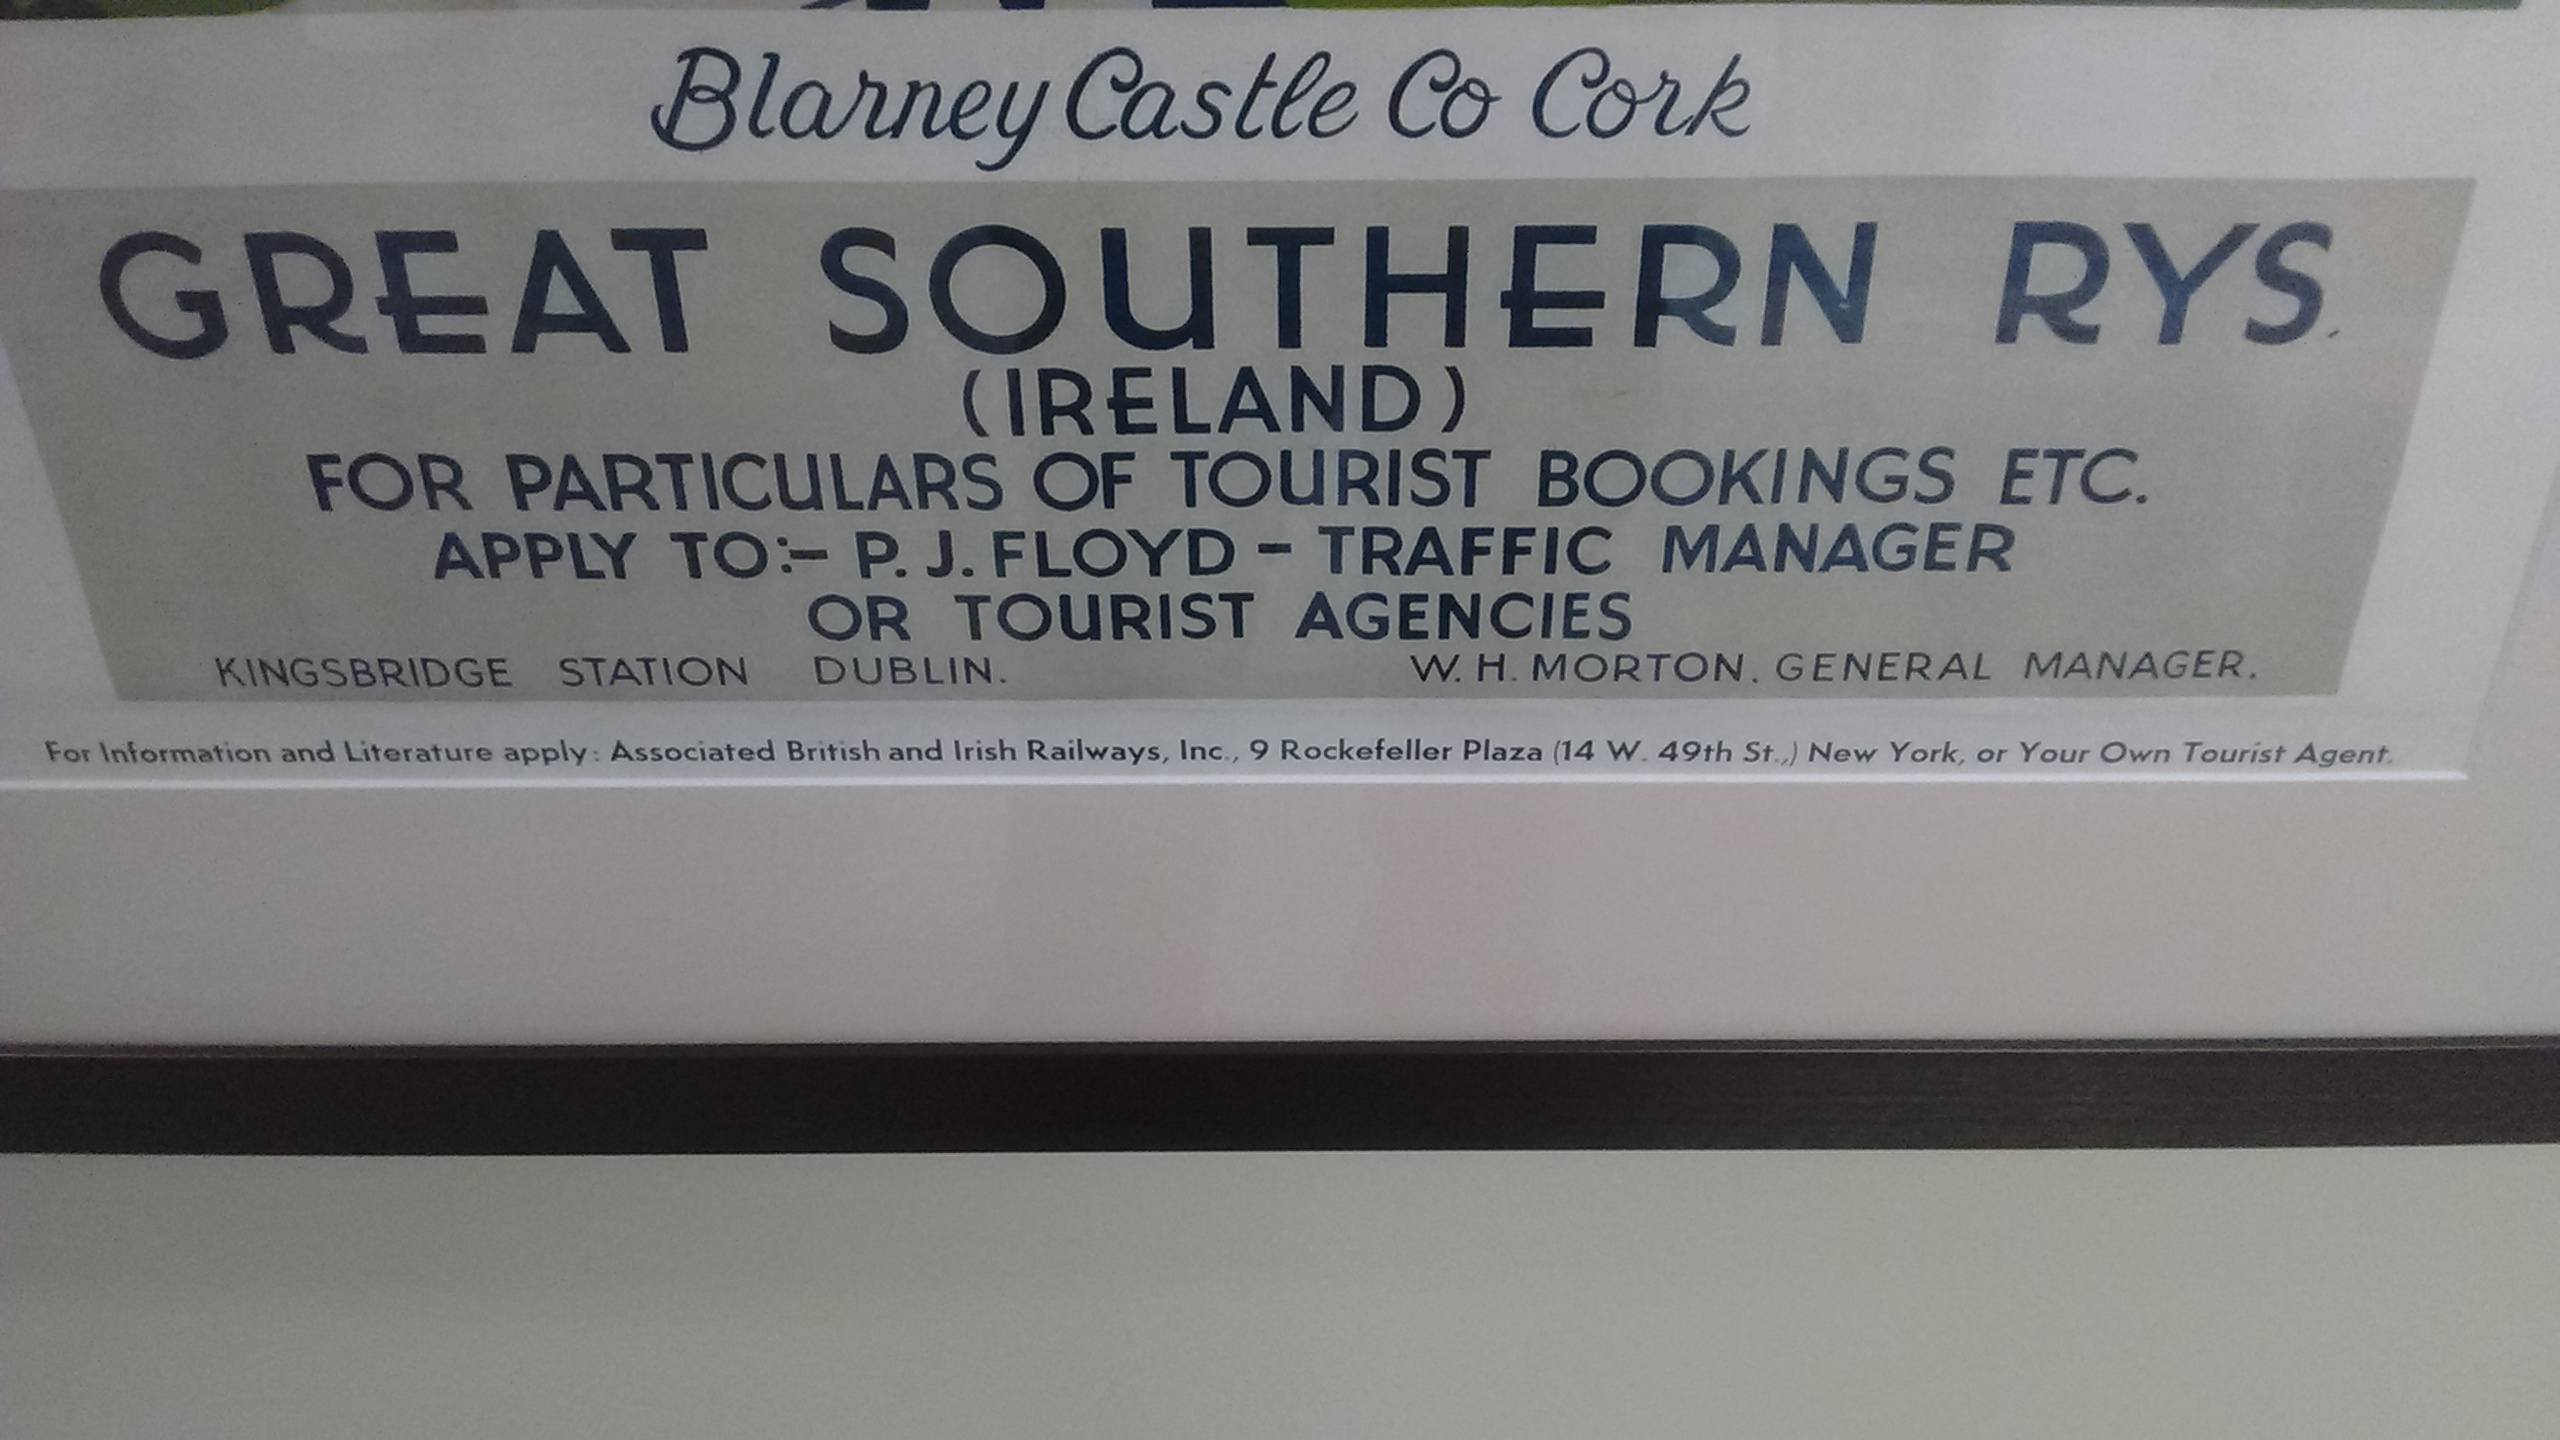 Blarney Castle Co Cork
GREAT SOUTHERN RYS.
(IRELAND)
FOR PARTICULARS OF TOURIST BOOKINGS ETC.
APPLY TO:- P. J. FLOYD - TRAFFIC MANAGER
OR TOURIST AGENCIES
KINGSBRIDGE STATION DUBLIN. W. H. MORTON. GENERAL MANAGER.
For Information and Literature apply: Associated British and Irish Railways, Inc., 9 Rockefeller Plaza (14 W. 49th St.,) New York, or Your Own Tourist Agent.